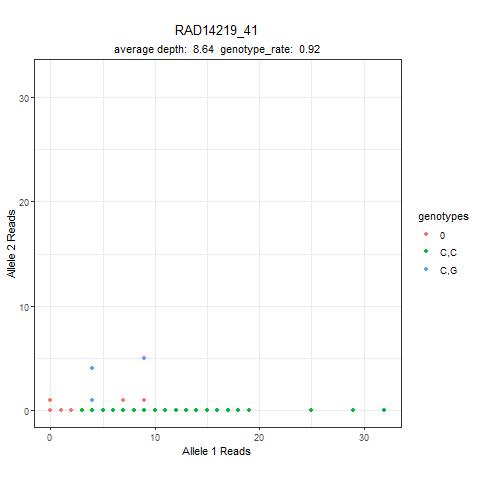 RAD14219_41
average depth: 8.64 genotype_rate: 0.92
30
20
10
0
Allele 2 Reads
0 10 20 30
Allele 1 Reads
genotypes
0
C,C
C,G